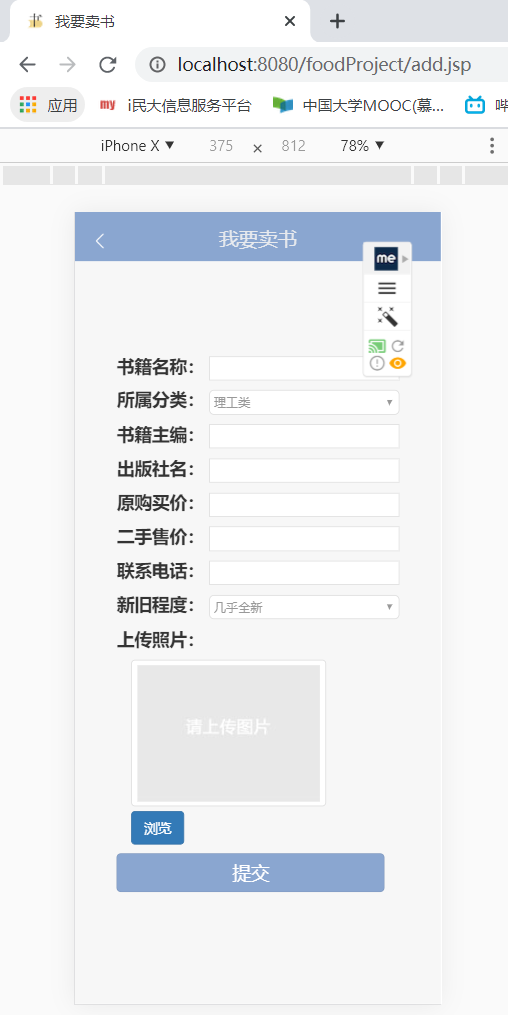 我要卖书
localhost:8080/foodProject/add.jsp
应用 my i民大信息服务平台 中国大学MOOC(慕... 哔
iPhone X 375 × 812 78%
我要卖书
me
书籍名称:
所属分类: 理工类
书籍主编:
出版社名:
原购买价:
二手售价:
联系电话:
新旧程度: 几乎全新
上传照片:
请上传图片
浏览
提交